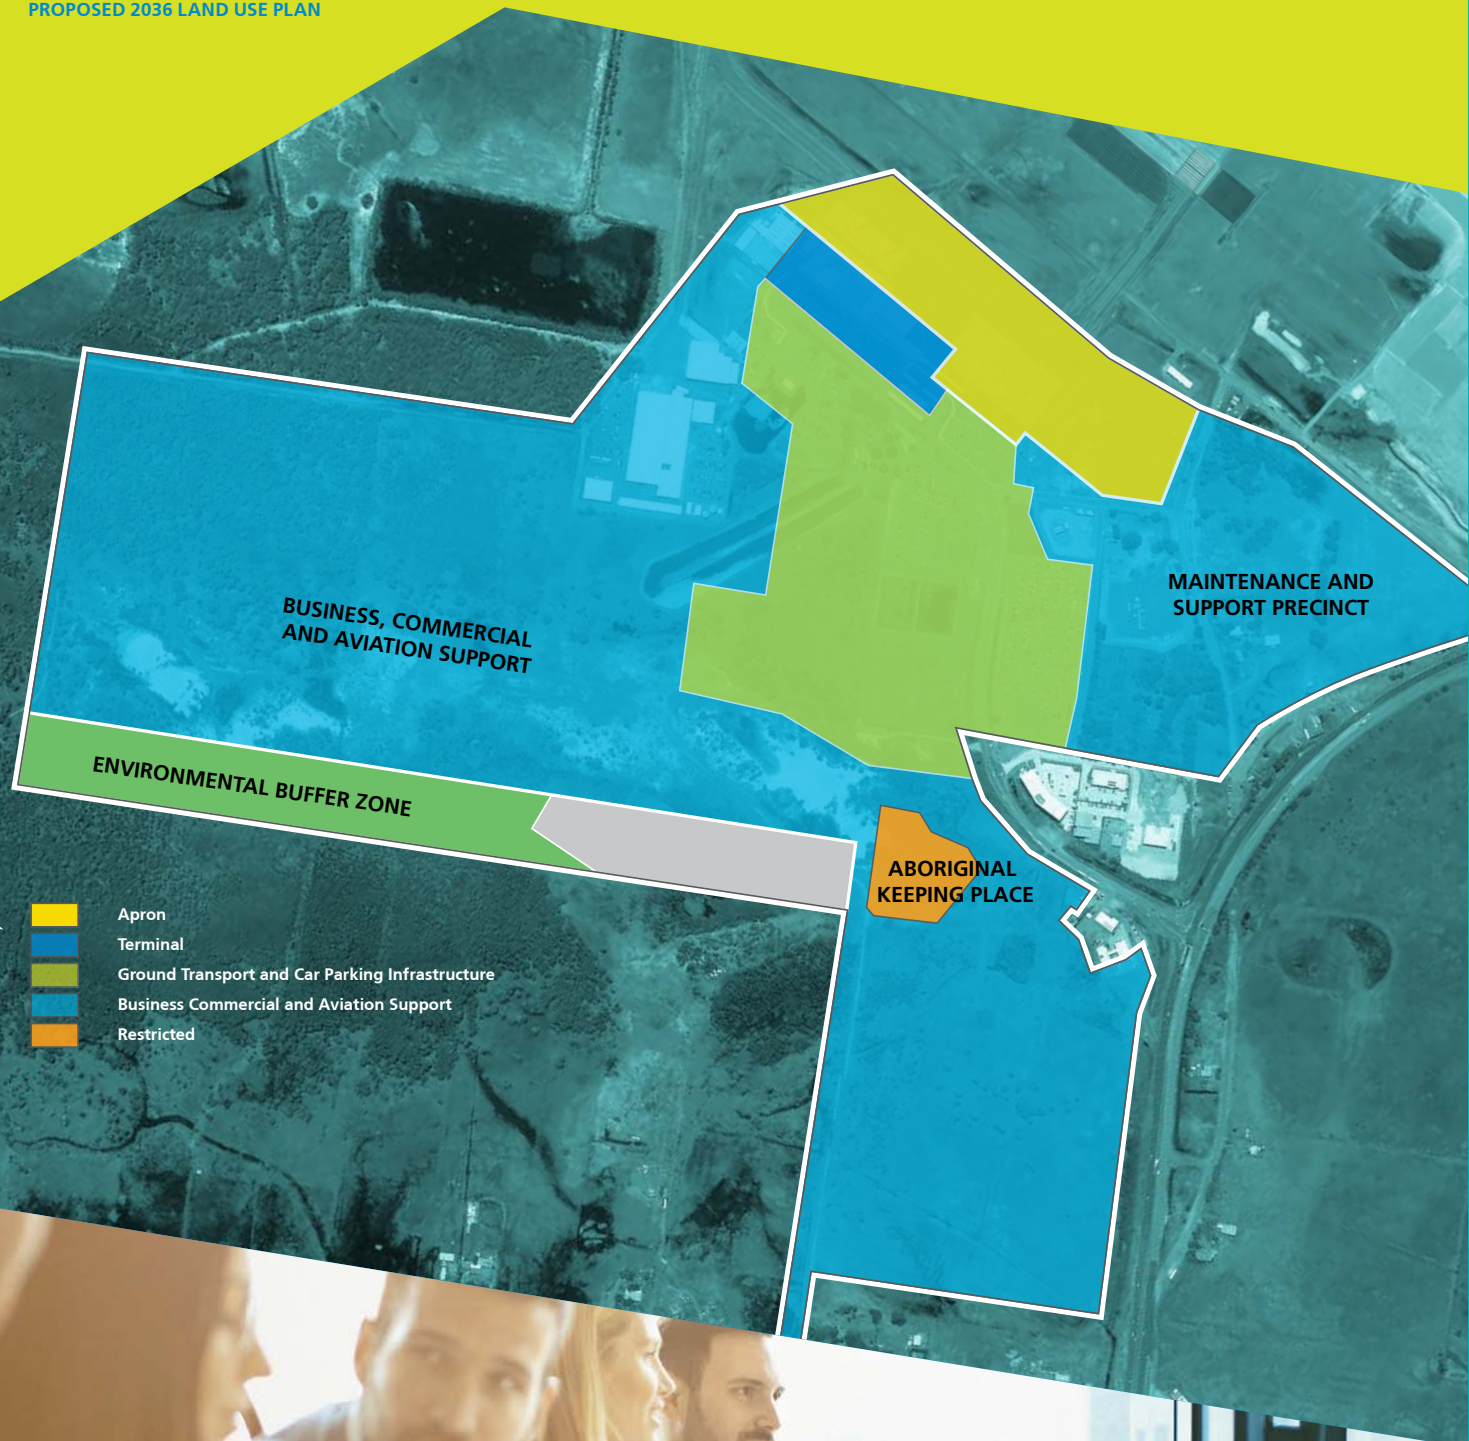 PROPOSED 2036 LAND USE PLAN
MAINTENANCE AND
SUPPORT PRECINCT
BUSINESS, COMMERCIAL
AND AVIATION SUPPORT
ENVIRONMENTAL BUFFER ZONE
ABORIGINAL
KEEPING PLACE
Apron
Terminal
Ground Transport and Car Parking Infrastructure
Business Commercial and Aviation Support
Restricted